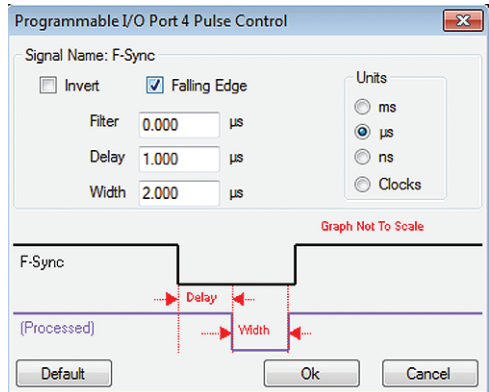 Programmable I/O Port 4 Pulse Control
Signal Name: F-Sync
Invert
Falling Edge
Filter 0.000 µs
Delay 1.000 µs
Width 2.000 µs
Units
ms
µs
ns
Clocks
Graph Not To Scale
F-Sync
Delay
(Processed)
Width
Default
Ok
Cancel